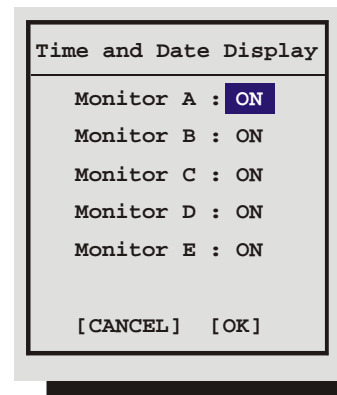 Time and Date Display
Monitor A : ON
Monitor B : ON
Monitor C : ON
Monitor D : ON
Monitor E : ON
[CANCEL] [OK]